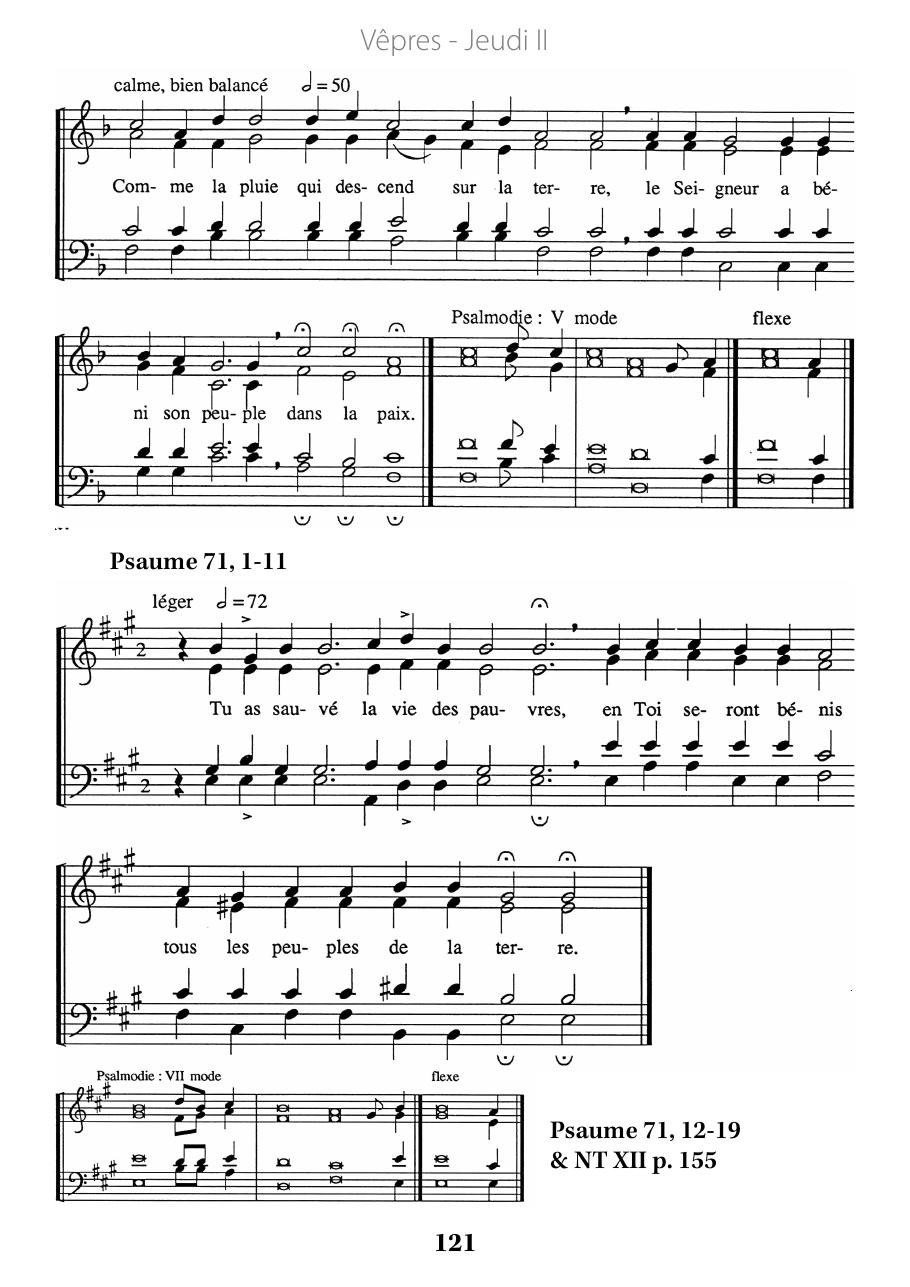 Vêpres - Jeudi II
calme, bien balancé 𝅗𝅥 = 50
Com- me la pluie qui des- cend sur la ter- re, le Sei- gneur a bé-
Psalmodie : V mode flexe
ni son peu- ple dans la paix.
Psaume 71, 1-11
léger 𝅗𝅥 = 72
2
Tu as sau- vé la vie des pau- vres, en Toi se- ront bé- nis
2
tous les peu- ples de la ter- re.
Psalmodie : VII mode flexe
Psaume 71, 12-19
& NT XII p. 155
121